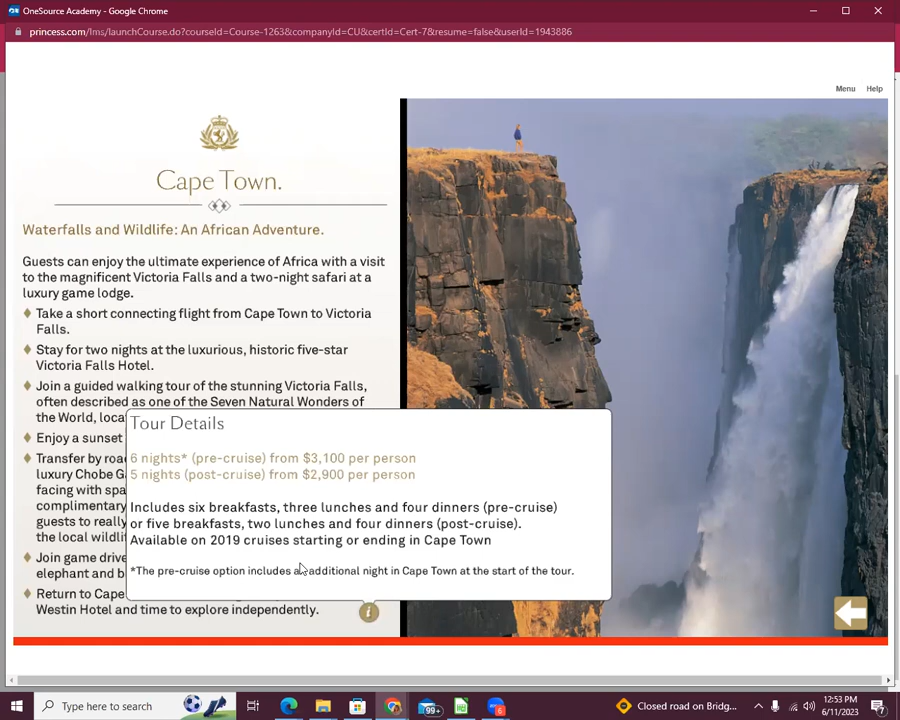 OneSource Academy - Google Chrome
princess.com/lms/launchCourse.do?courseId=Course-1263&companyId=CU&certId=Cert-7&resume=false&userId=1943886
Menu Help
Cape Town.
Waterfalls and Wildlife: An African Adventure.
Guests can enjoy the ultimate experience of Africa with a visit
to the magnificent Victoria Falls and a two-night safari at a
luxury game lodge.
Take a short connecting flight from Cape Town to Victoria
Falls.
Stay for two nights at the luxurious, historic five-star
Victoria Falls Hotel.
Join a guided walking tour of the stunning Victoria Falls,
often described as one of the Seven Natural Wonders of
the World, loca
Enjoy a sunset
Transfer by roa
luxury Chobe G
facing with spa
complimentary
guests to really
the local wildli
Join game drive
elephant and b
Return to Cape
Westin Hotel and time to explore independently.
Tour Details
6 nights* (pre-cruise) from $3,100 per person
5 nights (post-cruise) from $2,900 per person
Includes six breakfasts, three lunches and four dinners (pre-cruise)
or five breakfasts, two lunches and four dinners (post-cruise).
Available on 2019 cruises starting or ending in Cape Town
*The pre-cruise option includes a additional night in Cape Town at the start of the tour.
i
Type here to search
99+
6
Closed road on Bridg...
12:53 PM
6/11/2023
7